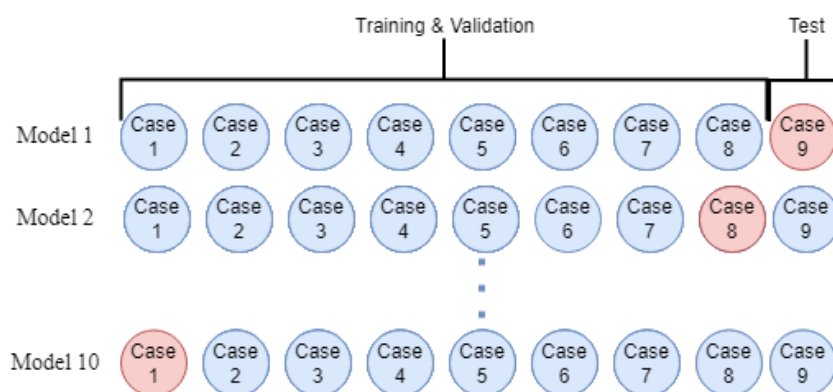 Training & Validation Test
Model 1 Case 1 Case 2 Case 3 Case 4 Case 5 Case 6 Case 7 Case 8 Case 9
Model 2 Case 1 Case 2 Case 3 Case 4 Case 5 Case 6 Case 7 Case 8 Case 9
Model 10 Case 1 Case 2 Case 3 Case 4 Case 5 Case 6 Case 7 Case 8 Case 9